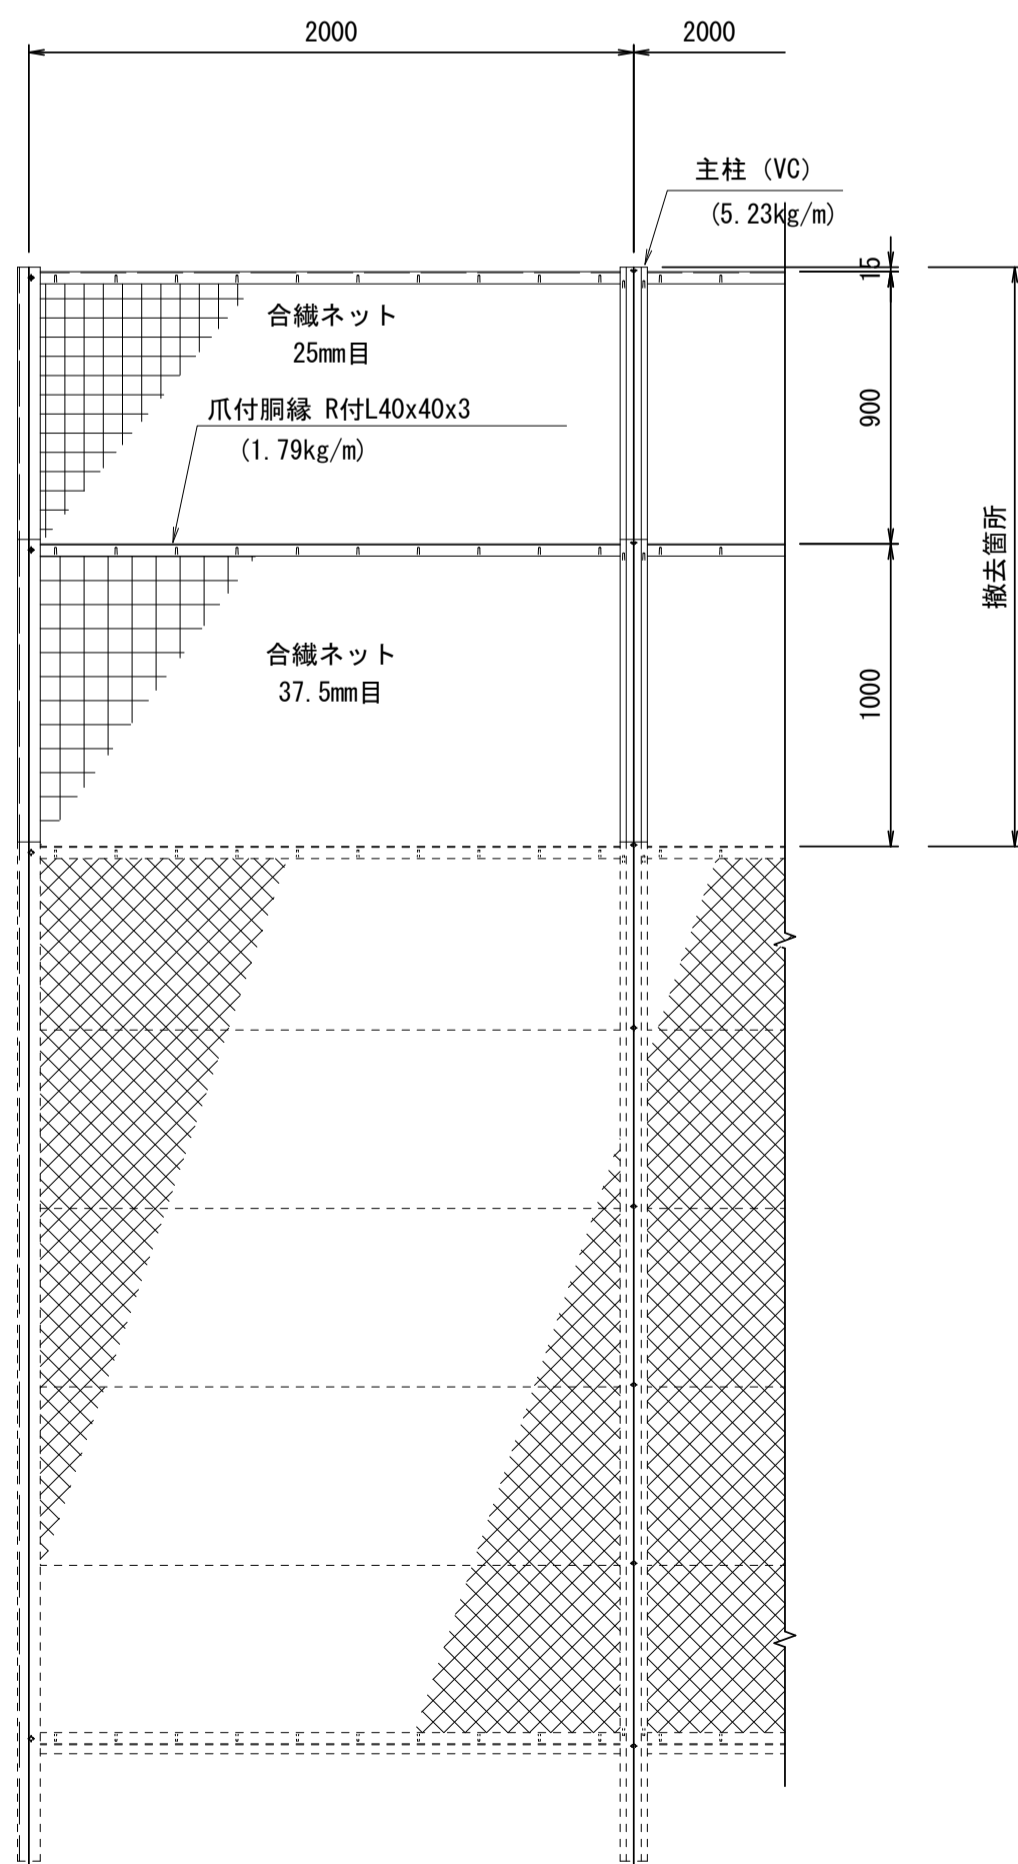 2000
2000
主柱 (VC)
(5.23kg/m)
15
合繊ネット
25mm目
900
爪付胴縁 R付L40x40x3
(1.79kg/m)
撤去箇所
合繊ネット
37.5mm目
1000